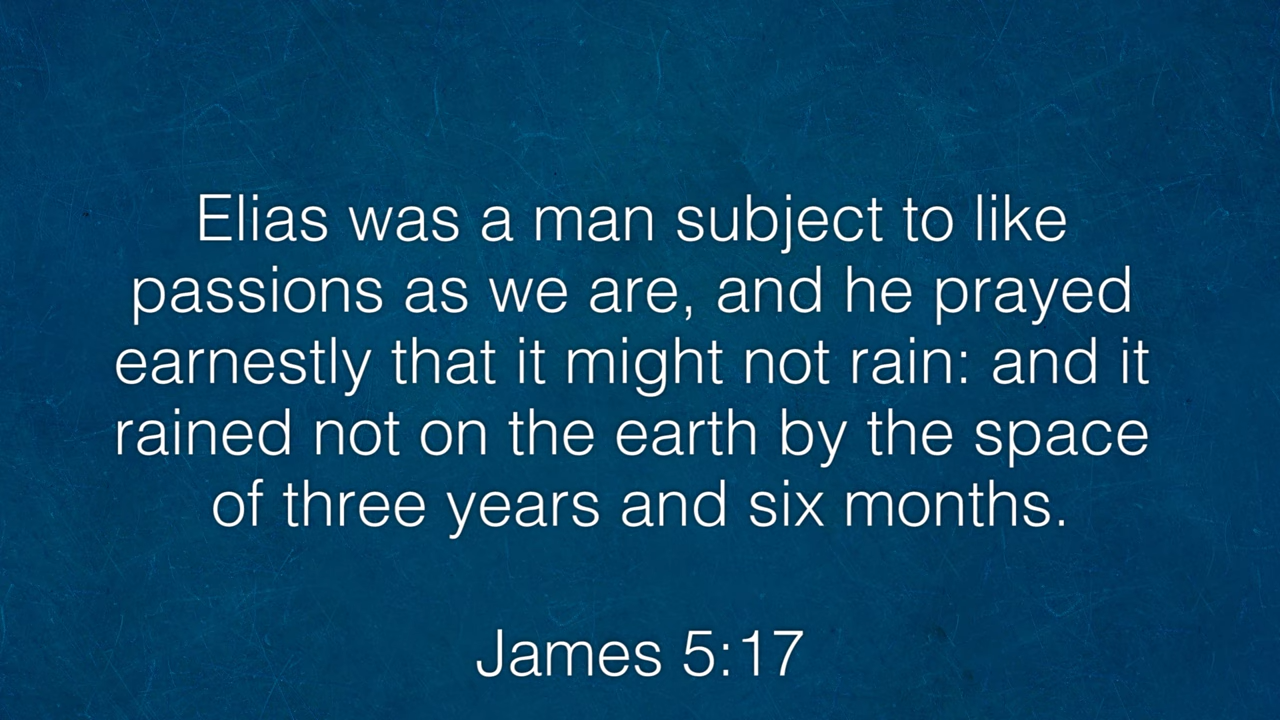 Elias was a man subject to like
passions as we are, and he prayed
earnestly that it might not rain: and it
rained not on the earth by the space
of three years and six months.
James 5:17